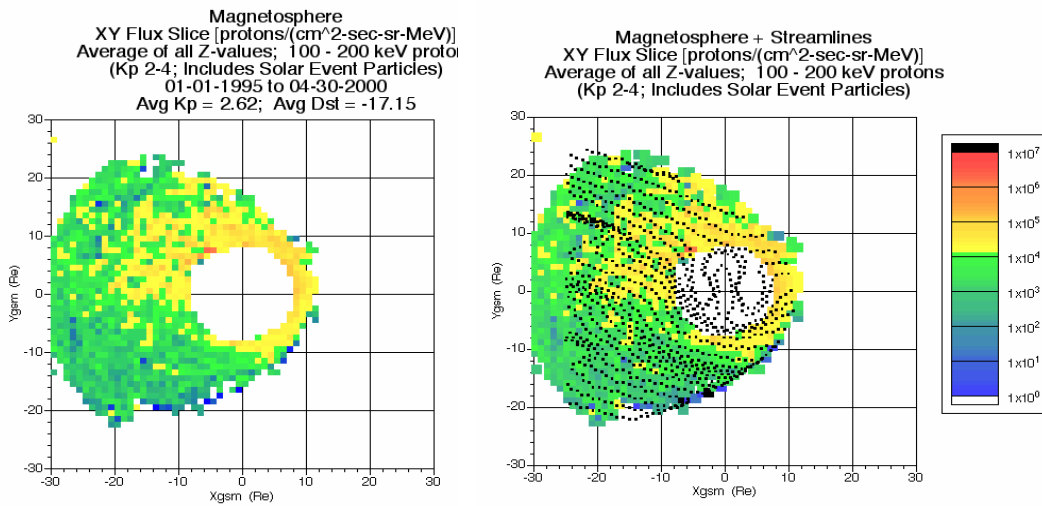 Magnetosphere
XY Flux Slice [protons/(cm^2-sec-sr-MeV)]
Average of all Z-values; 100 - 200 keV proton
(Kp 2-4; Includes Solar Event Particles)
01-01-1995 to 04-30-2000
Avg Kp = 2.62; Avg Dst = -17.15
30
20
10
0
-10
-20
-30
Ygsm (Re)
-30 -20 -10 0 10 20 30
Xgsm (Re)
Magnetosphere + Streamlines
XY Flux Slice [protons/(cm^2-sec-sr-MeV)]
Average of all Z-values; 100 - 200 keV protons
(Kp 2-4; Includes Solar Event Particles)
30
20
10
0
-10
-20
-30
Ygsm (Re)
-30 -20 -10 0 10 20 30
Xgsm (Re)
1x10^7
1x10^6
1x10^5
1x10^4
1x10^3
1x10^2
1x10^1
1x10^0